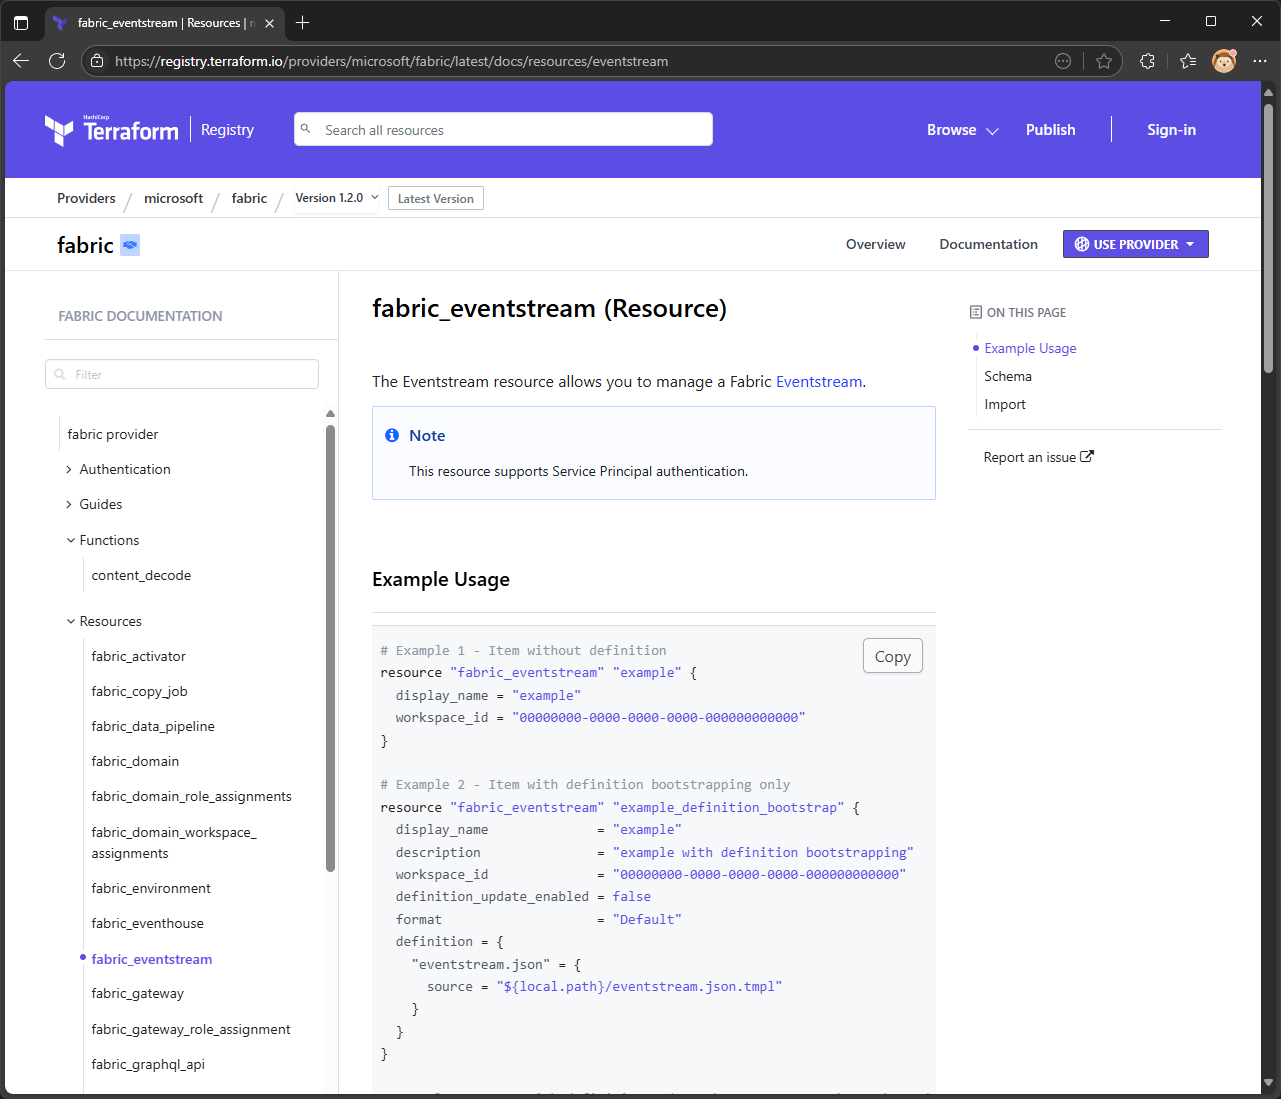 fabric_eventstream | Resources |
https://registry.terraform.io/providers/microsoft/fabric/latest/docs/resources/eventstream
HashiCorp
Terraform
Registry
Search all resources
Browse
Publish
Sign-in
Providers
microsoft
fabric
Version 1.2.0
Latest Version
fabric
Overview
Documentation
USE PROVIDER
FABRIC DOCUMENTATION
Filter
fabric provider
Authentication
Guides
Functions
content_decode
Resources
fabric_activator
fabric_copy_job
fabric_data_pipeline
fabric_domain
fabric_domain_role_assignments
fabric_domain_workspace_
assignments
fabric_environment
fabric_eventhouse
fabric_eventstream
fabric_gateway
fabric_gateway_role_assignment
fabric_graphql_api
fabric_eventstream (Resource)
The Eventstream resource allows you to manage a Fabric Eventstream.
Note
This resource supports Service Principal authentication.
Example Usage
Copy
# Example 1 - Item without definition
resource "fabric_eventstream" "example" {
  display_name = "example"
  workspace_id = "00000000-0000-0000-0000-000000000000"
}
# Example 2 - Item with definition bootstrapping only
resource "fabric_eventstream" "example_definition_bootstrap" {
  display_name              = "example"
  description               = "example with definition bootstrapping"
  workspace_id              = "00000000-0000-0000-0000-000000000000"
  definition_update_enabled = false
  format                    = "Default"
  definition = {
    "eventstream.json" = {
      source = "${local.path}/eventstream.json.tmpl"
    }
  }
}
ON THIS PAGE
Example Usage
Schema
Import
Report an issue